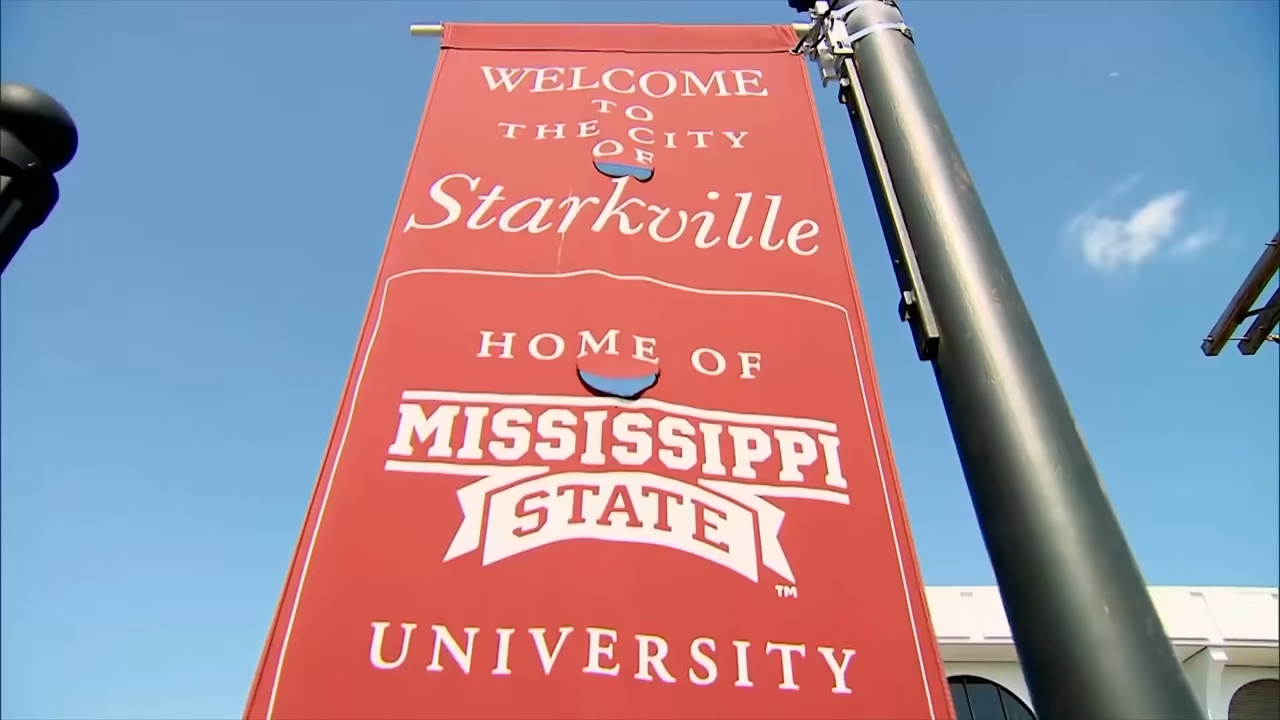 WELCOME
TO
THE CITY
OF
Starkville
HOME OF
MISSISSIPPI
STATE
TM
UNIVERSITY